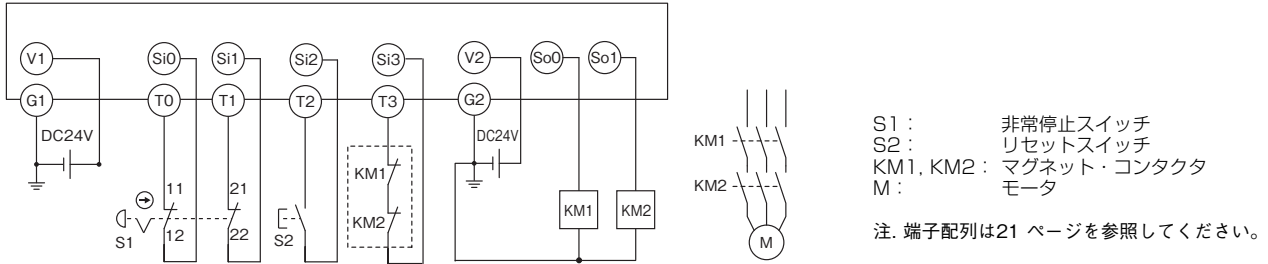 V1 Si0 Si1 Si2 Si3 V2 So0 So1
G1 T0 T1 T2 T3 G2
DC24V
DC24V
11 21
12 22
S1
S2
KM1
KM2
KM1 KM2
KM1
KM2
M
S1： 非常停止スイッチ
S2： リセットスイッチ
KM1, KM2： マグネット・コンタクタ
M： モータ
注. 端子配列は21 ページを参照してください。